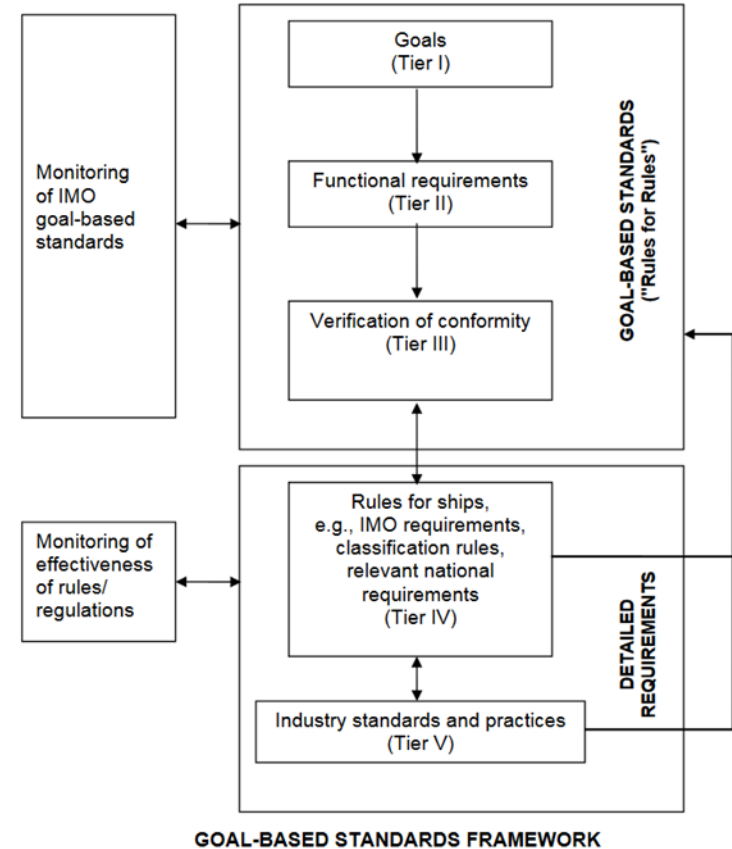 Goals
(Tier I)
Functional requirements
(Tier II)
Verification of conformity
(Tier III)
GOAL-BASED STANDARDS
("Rules for Rules")
Monitoring
of IMO
goal-based
standards
Rules for ships,
e.g., IMO requirements,
classification rules,
relevant national
requirements
(Tier IV)
Industry standards and practices
(Tier V)
DETAILED
REQUIREMENTS
Monitoring of
effectiveness
of rules/
regulations
GOAL-BASED STANDARDS FRAMEWORK